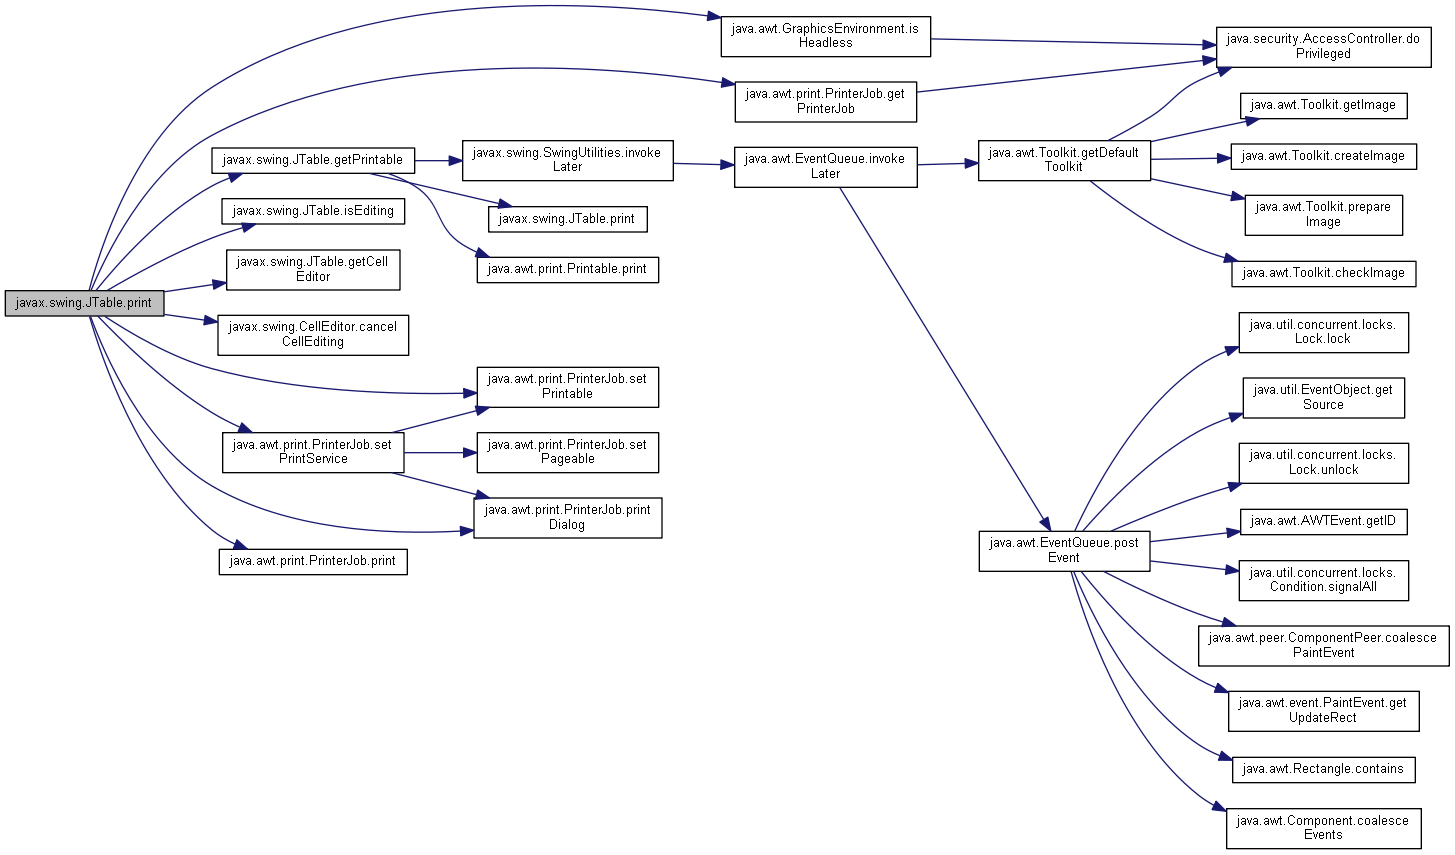 javax.swing.JTable.print
java.awt.GraphicsEnvironment.is
Headless
java.awt.print.PrinterJob.get
PrinterJob
javax.swing.JTable.getPrintable
javax.swing.JTable.isEditing
javax.swing.JTable.getCell
Editor
javax.swing.CellEditor.cancel
CellEditing
java.awt.print.PrinterJob.set
PrintService
java.awt.print.PrinterJob.print
javax.swing.SwingUtilities.invoke
Later
javax.swing.JTable.print
java.awt.print.Printable.print
java.awt.print.PrinterJob.set
Printable
java.awt.print.PrinterJob.set
Pageable
java.awt.print.PrinterJob.print
Dialog
java.awt.EventQueue.invoke
Later
java.awt.Toolkit.getDefault
Toolkit
java.awt.EventQueue.post
Event
java.security.AccessController.do
Privileged
java.awt.Toolkit.getImage
java.awt.Toolkit.createImage
java.awt.Toolkit.prepare
Image
java.awt.Toolkit.checkImage
java.util.concurrent.locks.
Lock.lock
java.util.EventObject.get
Source
java.util.concurrent.locks.
Lock.unlock
java.awt.AWTEvent.getID
java.util.concurrent.locks.
Condition.signalAll
java.awt.peer.ComponentPeer.coalesce
PaintEvent
java.awt.event.PaintEvent.get
UpdateRect
java.awt.Rectangle.contains
java.awt.Component.coalesce
Events